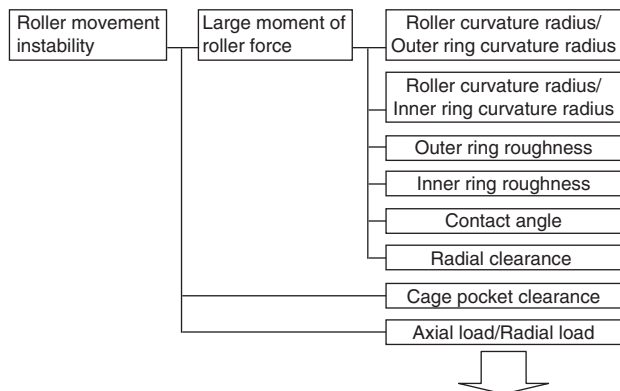 Roller movement
instability
Large moment of
roller force
Roller curvature radius/
Outer ring curvature radius
Roller curvature radius/
Inner ring curvature radius
Outer ring roughness
Inner ring roughness
Contact angle
Radial clearance
Cage pocket clearance
Axial load/Radial load